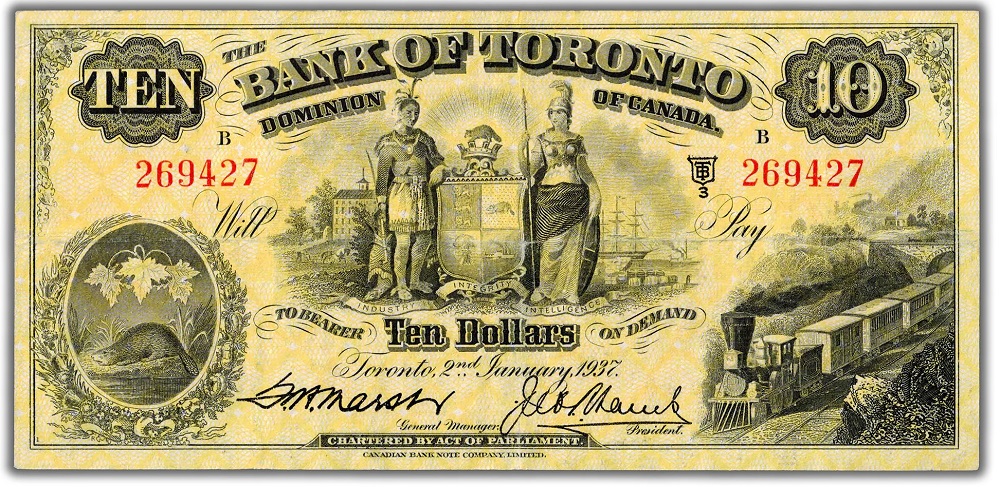 THE
BANK OF TORONTO
TEN
10
DOMINION
OF CANADA.
B
B
269427
TB
3
269427
Will
Pay
INDUSTRY
INTEGRITY
INTELLIGENCE
TO BEARER
Ten Dollars
ON DEMAND
Toronto, 2nd January, 1937.
General Manager.
President.
CHARTERED BY ACT OF PARLIAMENT.
CANADIAN BANK NOTE COMPANY, LIMITED.